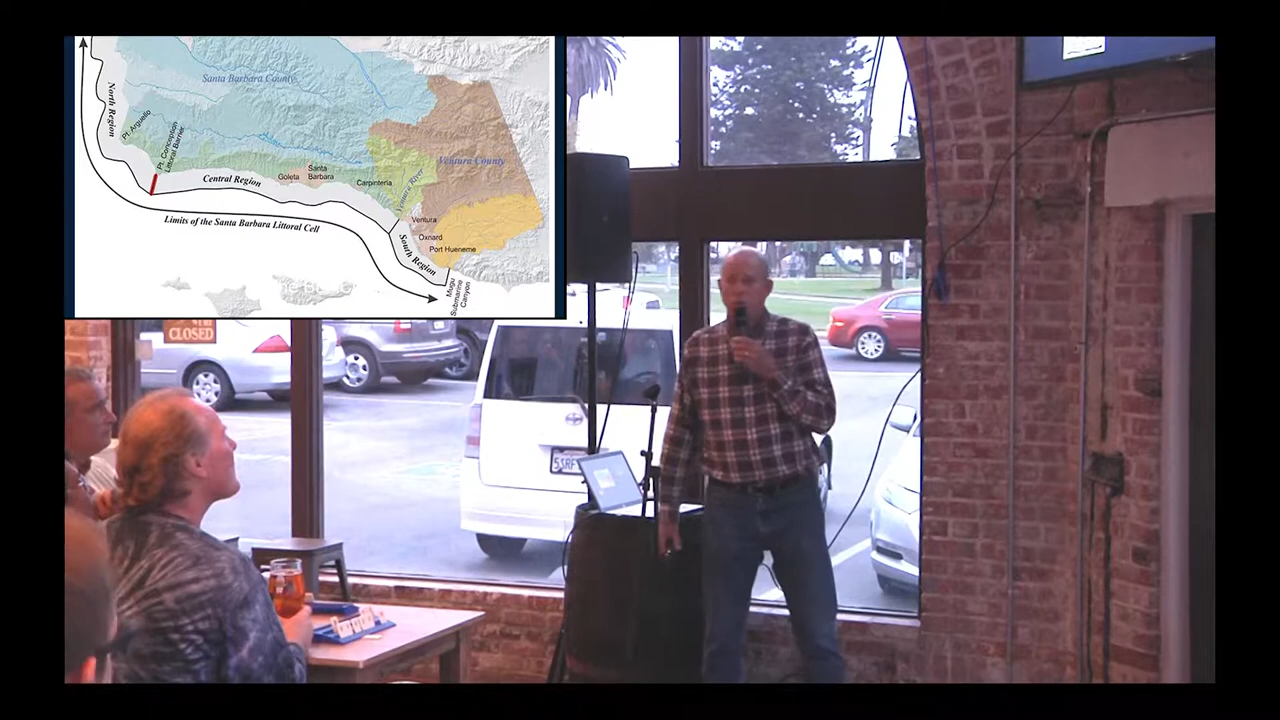 Santa Barbara County
North Region
Pt. Arguello
Pt. Conception
Littoral Barrier
Ventura County
Central Region
Goleta
Santa
Barbara
Carpinteria
Ventura River
Limits of the Santa Barbara Littoral Cell
Ventura
Oxnard
Port Hueneme
South Region
Mugu
Submarine
Canyon
CLOSED